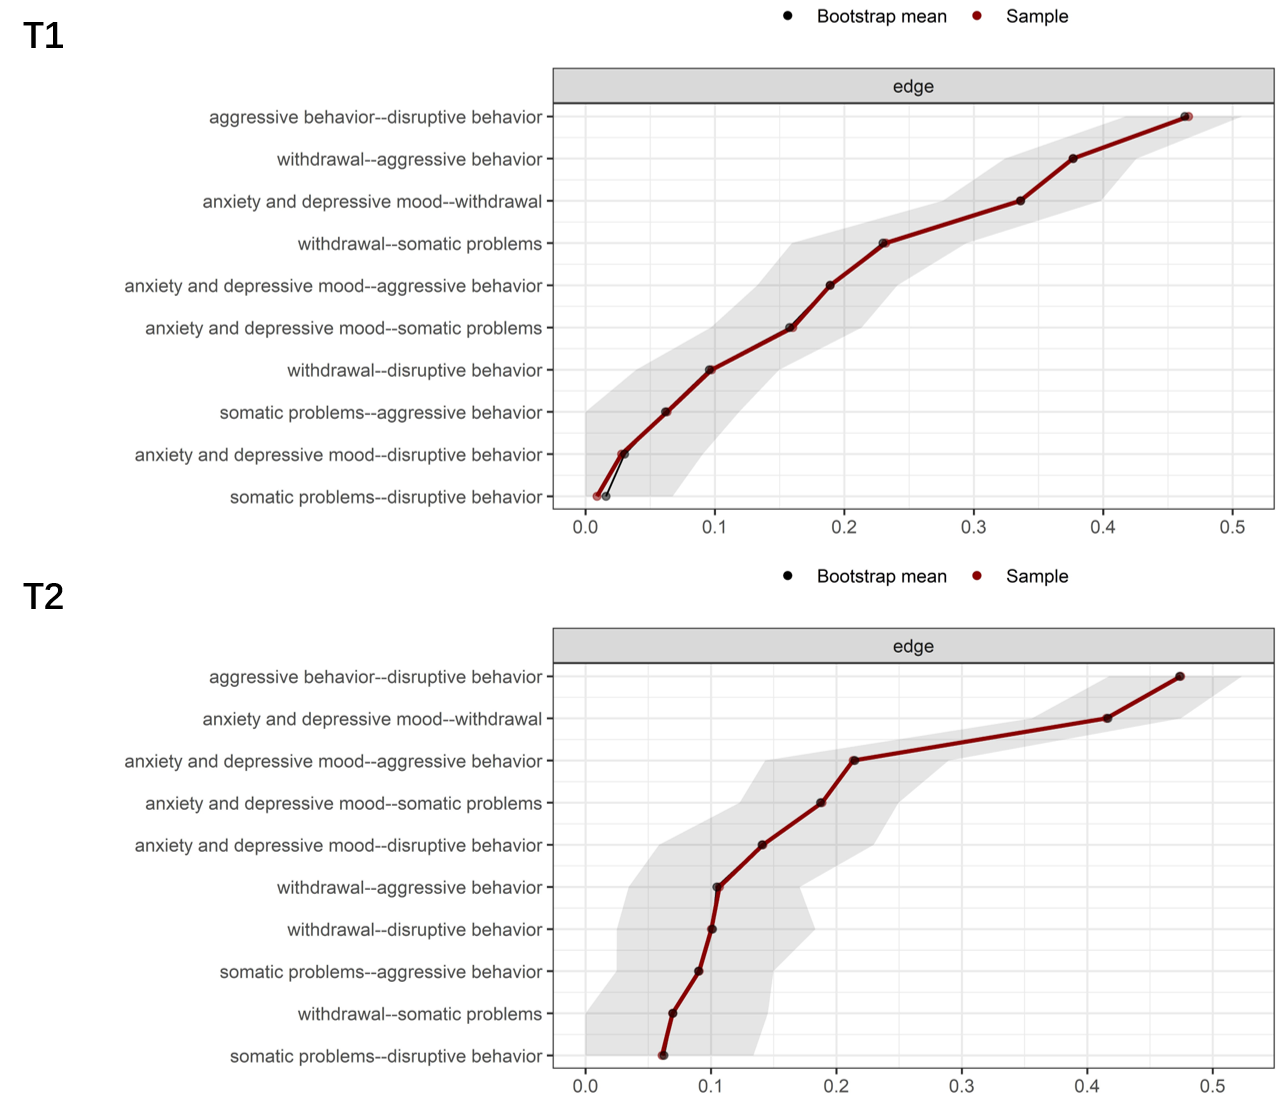 T1
Bootstrap mean Sample
edge
aggressive behavior--disruptive behavior
withdrawal--aggressive behavior
anxiety and depressive mood--withdrawal
withdrawal--somatic problems
anxiety and depressive mood--aggressive behavior
anxiety and depressive mood--somatic problems
withdrawal--disruptive behavior
somatic problems--aggressive behavior
anxiety and depressive mood--disruptive behavior
somatic problems--disruptive behavior
0.0 0.1 0.2 0.3 0.4 0.5
T2
Bootstrap mean Sample
edge
aggressive behavior--disruptive behavior
anxiety and depressive mood--withdrawal
anxiety and depressive mood--aggressive behavior
anxiety and depressive mood--somatic problems
anxiety and depressive mood--disruptive behavior
withdrawal--aggressive behavior
withdrawal--disruptive behavior
somatic problems--aggressive behavior
withdrawal--somatic problems
somatic problems--disruptive behavior
0.0 0.1 0.2 0.3 0.4 0.5